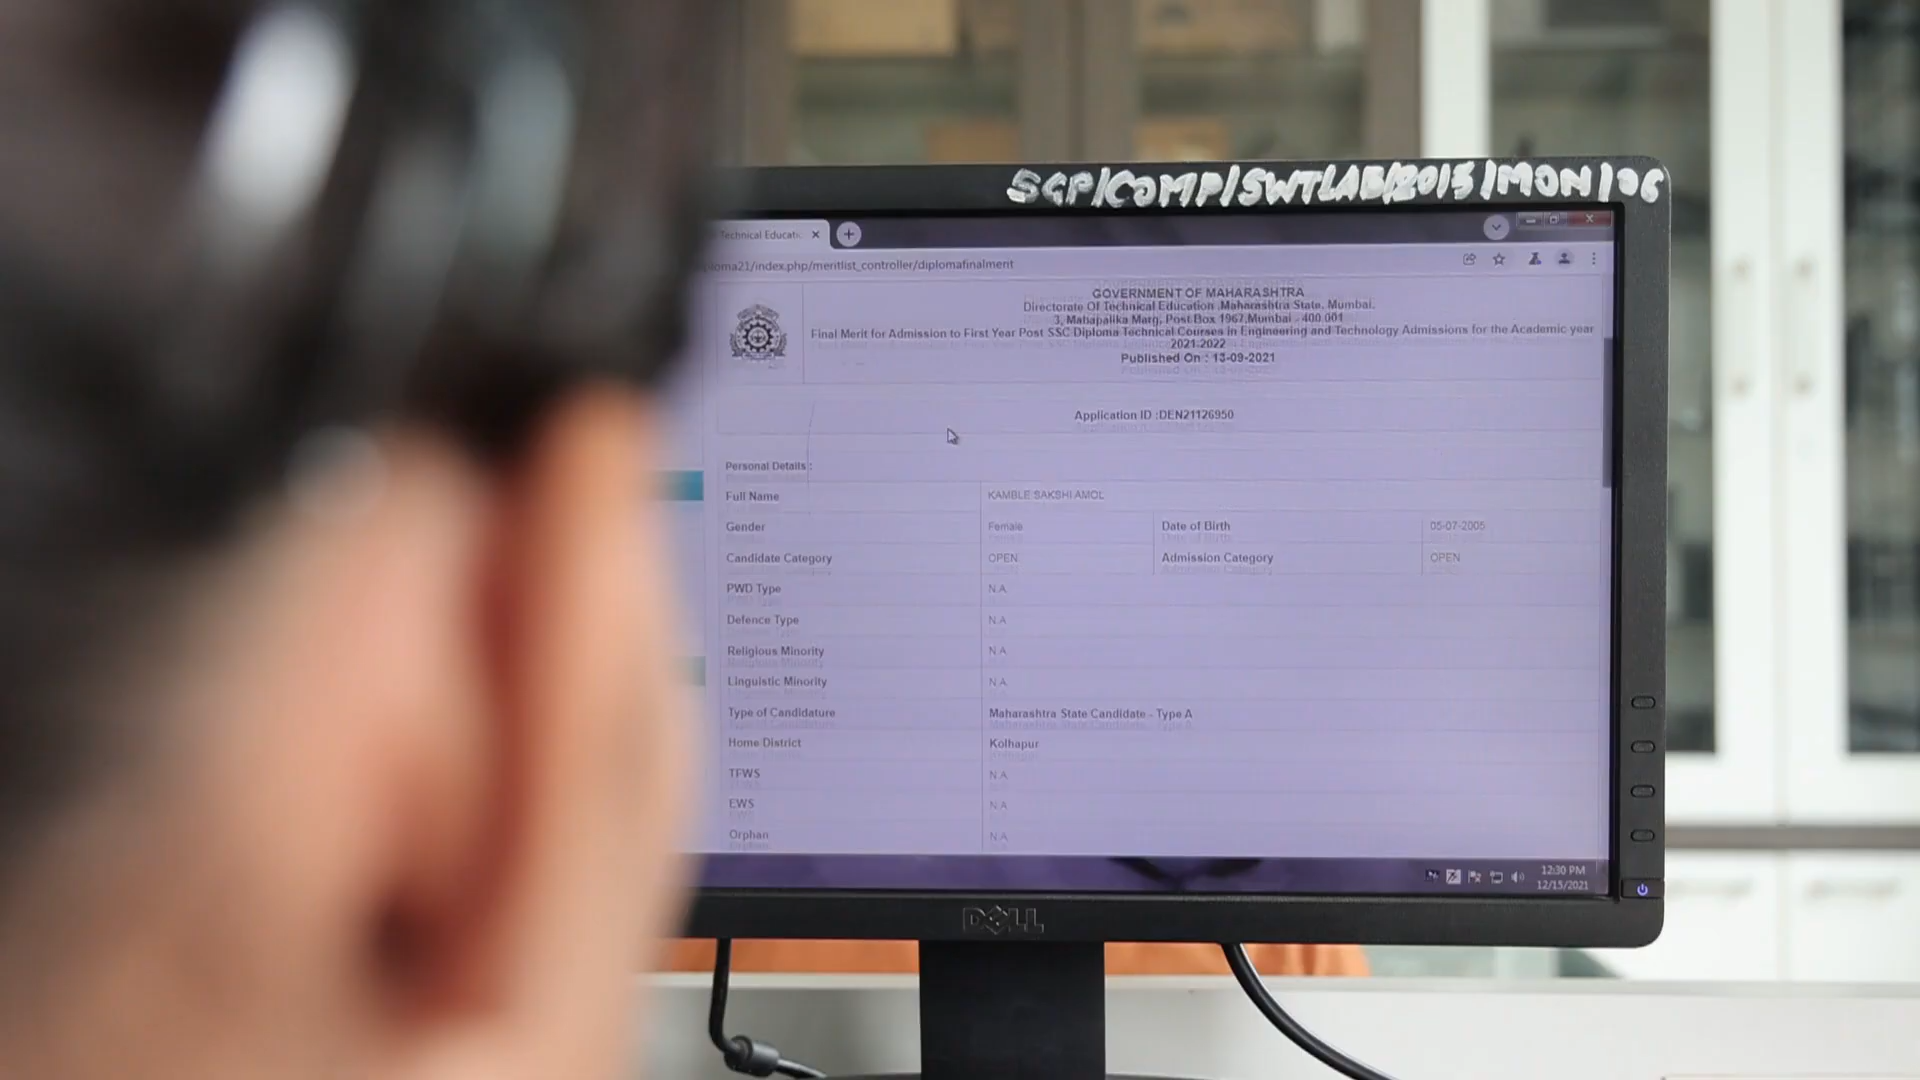 SGP/COMP/SWTLAB/2015/MON/06
Technical Educati
loma21/index.php/meritlist_controller/diplomafinalment
GOVERNMENT OF MAHARASHTRA
Directorate Of Technical Education ,Maharashtra State, Mumbai.
3, Mahapalika Marg, Post Box 1967,Mumbai - 400 001
Final Merit for Admission to First Year Post SSC Diploma Technical Courses in Engineering and Technology Admissions for the Academic year
2021-2022
Published On : 13-09-2021
Application ID :DEN21126950
Personal Details :
Full Name KAMBLE SAKSHI AMOL
Gender Female Date of Birth 05-07-2005
Candidate Category OPEN Admission Category OPEN
PWD Type N.A.
Defence Type N.A.
Religious Minority N.A.
Linguistic Minority N.A.
Type of Candidature Maharashtra State Candidate - Type A
Home District Kolhapur
TFWS N.A.
EWS N.A.
Orphan N.A.
12:30 PM
12/15/2021
DELL